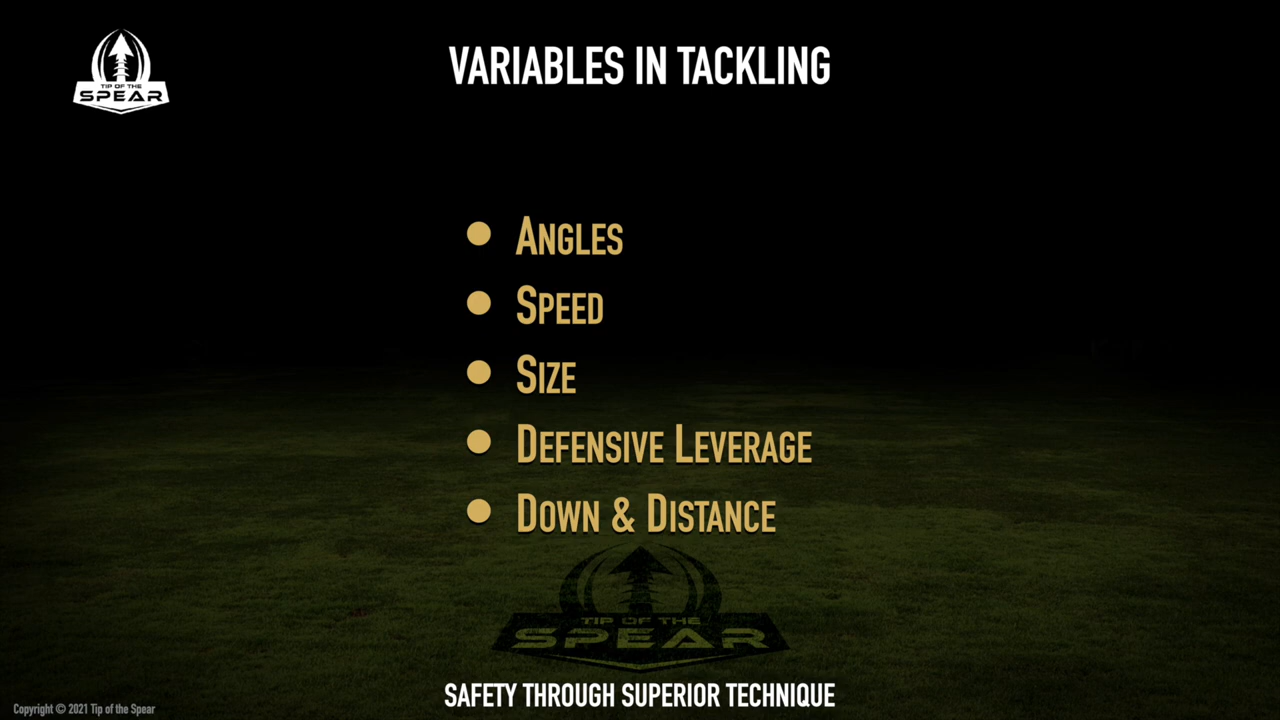 TIP OF THE
SPEAR
VARIABLES IN TACKLING
• ANGLES
• SPEED
• SIZE
• DEFENSIVE LEVERAGE
• DOWN & DISTANCE
TIP OF THE
SPEAR
SAFETY THROUGH SUPERIOR TECHNIQUE
Copyright © 2021 Tip of the Spear